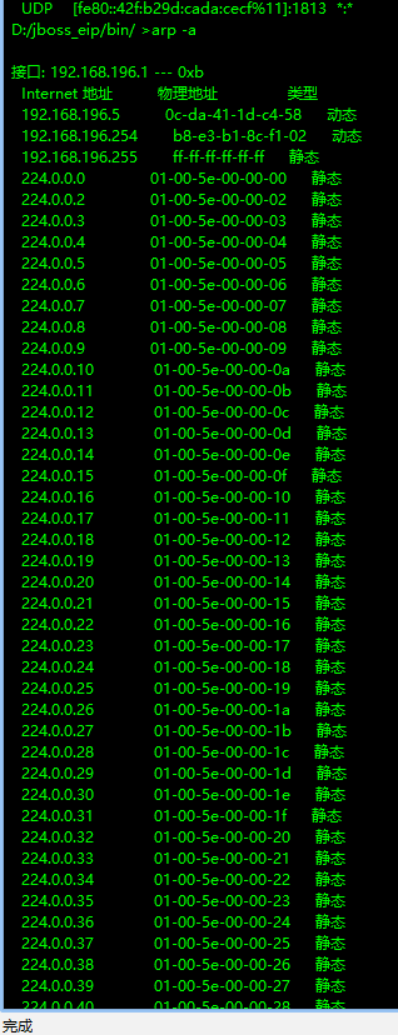 UDP [fe80::42f:b29d:cada:cecf%11]:1813 *:*
D:/jboss_eip/bin/ >arp -a
接口: 192.168.196.1 --- 0xb
Internet 地址 物理地址 类型
192.168.196.5 0c-da-41-1d-c4-58 动态
192.168.196.254 b8-e3-b1-8c-f1-02 动态
192.168.196.255 ff-ff-ff-ff-ff-ff 静态
224.0.0.0 01-00-5e-00-00-00 静态
224.0.0.2 01-00-5e-00-00-02 静态
224.0.0.3 01-00-5e-00-00-03 静态
224.0.0.4 01-00-5e-00-00-04 静态
224.0.0.5 01-00-5e-00-00-05 静态
224.0.0.6 01-00-5e-00-00-06 静态
224.0.0.7 01-00-5e-00-00-07 静态
224.0.0.8 01-00-5e-00-00-08 静态
224.0.0.9 01-00-5e-00-00-09 静态
224.0.0.10 01-00-5e-00-00-0a 静态
224.0.0.11 01-00-5e-00-00-0b 静态
224.0.0.12 01-00-5e-00-00-0c 静态
224.0.0.13 01-00-5e-00-00-0d 静态
224.0.0.14 01-00-5e-00-00-0e 静态
224.0.0.15 01-00-5e-00-00-0f 静态
224.0.0.16 01-00-5e-00-00-10 静态
224.0.0.17 01-00-5e-00-00-11 静态
224.0.0.18 01-00-5e-00-00-12 静态
224.0.0.19 01-00-5e-00-00-13 静态
224.0.0.20 01-00-5e-00-00-14 静态
224.0.0.21 01-00-5e-00-00-15 静态
224.0.0.22 01-00-5e-00-00-16 静态
224.0.0.23 01-00-5e-00-00-17 静态
224.0.0.24 01-00-5e-00-00-18 静态
224.0.0.25 01-00-5e-00-00-19 静态
224.0.0.26 01-00-5e-00-00-1a 静态
224.0.0.27 01-00-5e-00-00-1b 静态
224.0.0.28 01-00-5e-00-00-1c 静态
224.0.0.29 01-00-5e-00-00-1d 静态
224.0.0.30 01-00-5e-00-00-1e 静态
224.0.0.31 01-00-5e-00-00-1f 静态
224.0.0.32 01-00-5e-00-00-20 静态
224.0.0.33 01-00-5e-00-00-21 静态
224.0.0.34 01-00-5e-00-00-22 静态
224.0.0.35 01-00-5e-00-00-23 静态
224.0.0.36 01-00-5e-00-00-24 静态
224.0.0.37 01-00-5e-00-00-25 静态
224.0.0.38 01-00-5e-00-00-26 静态
224.0.0.39 01-00-5e-00-00-27 静态
224.0.0.40 01-00-5e-00-00-28 静态
完成